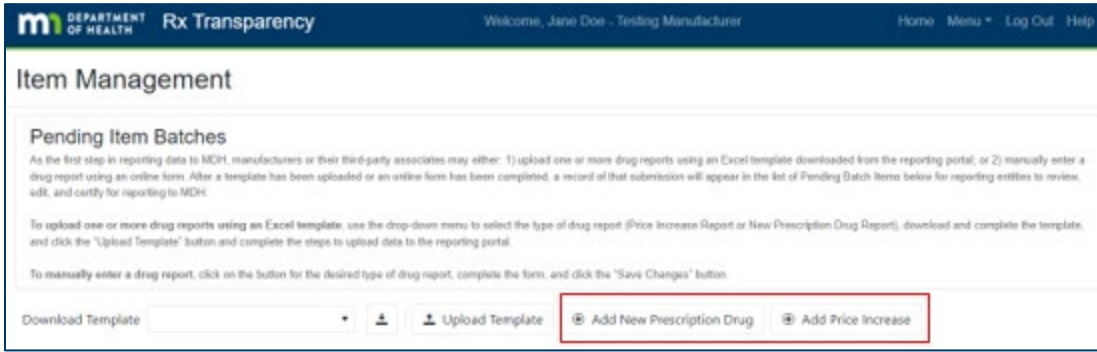 DEPARTMENT OF HEALTH Rx Transparency Welcome, Jane Doe - Testing Manufacturer Home Menu Log Out Help
Item Management
Pending Item Batches
As the first step in reporting data to MDH, manufacturers or their third-party associates may either: 1) upload one or more drug reports using an Excel template downloaded from the reporting portal; or 2) manually enter a
drug report using an online form. After a template has been uploaded or an online form has been completed, a record of that submission will appear in the list of Pending Batch Items below for reporting entities to review,
edit, and certify for reporting to MDH.
To upload one or more drug reports using an Excel template, use the drop-down menu to select the type of drug report (Price Increase Report or New Prescription Drug Report), download and complete the template,
and click the "Upload Template" button and complete the steps to upload data to the reporting portal.
To manually enter a drug report, click on the button for the desired type of drug report, complete the form, and click the "Save Changes" button.
Download Template Upload Template Add New Prescription Drug Add Price Increase